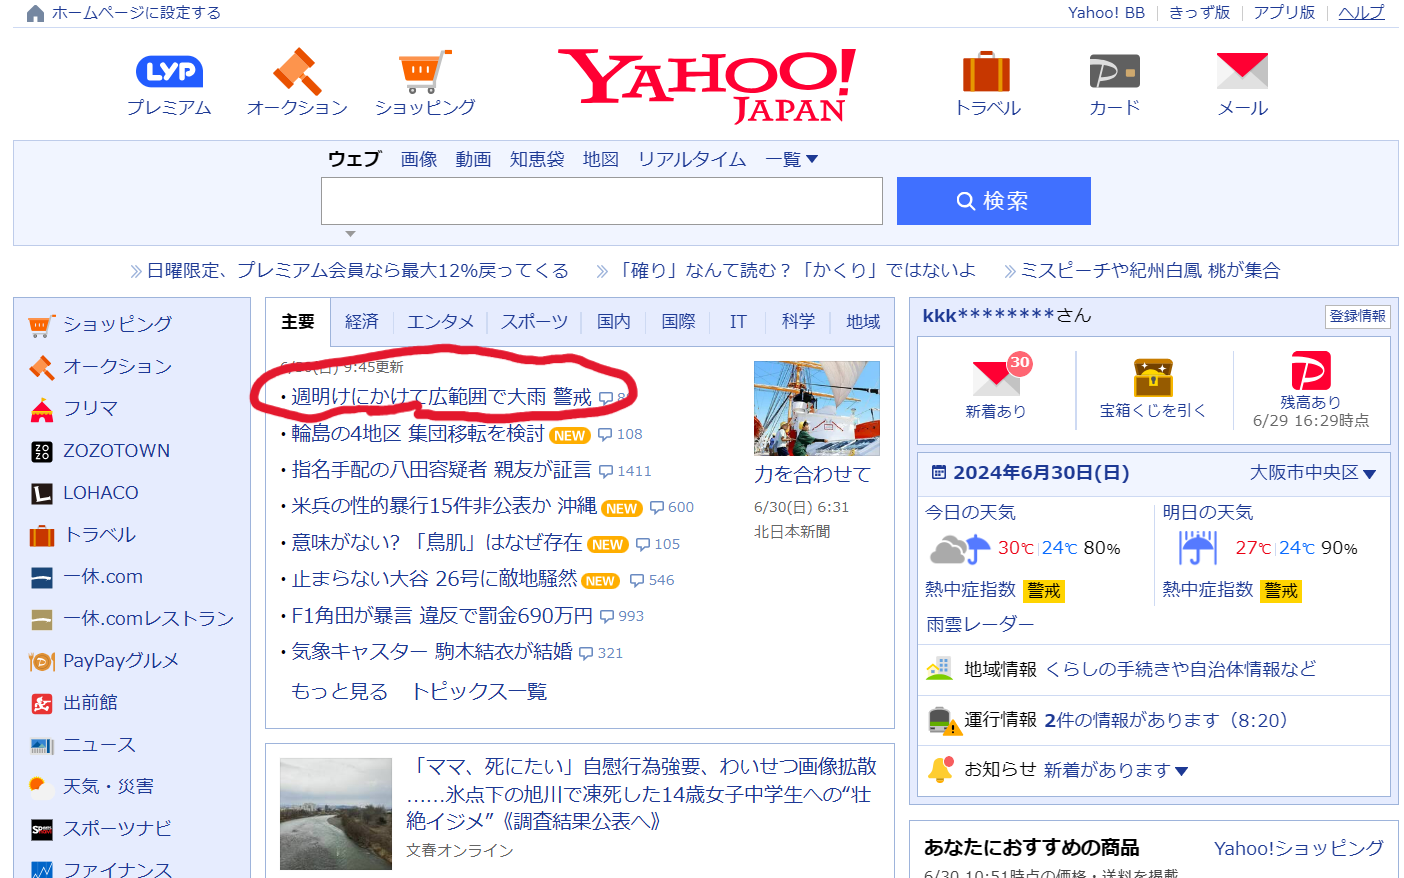 ホームページに設定する
Yahoo! BB きっず版 アプリ版 ヘルプ
LYP
プレミアム オークション ショッピング
YAHOO!
JAPAN
トラベル カード メール
ウェブ 画像 動画 知恵袋 地図 リアルタイム 一覧▼
検索
日曜限定、プレミアム会員なら最大12%戻ってくる 「確り」なんて読む？「かくり」ではないよ ミスピーチや紀州白鳳 桃が集合
ショッピング
オークション
フリマ
ZOZOTOWN
LOHACO
トラベル
一休.com
一休.comレストラン
PayPayグルメ
出前館
ニュース
天気・災害
スポーツナビ
ファイナンス
主要 経済 エンタメ スポーツ 国内 国際 IT 科学 地域
(日) 9:45更新
・週明けにかけて広範囲で大雨 警戒
・輪島の4地区 集団移転を検討 NEW 108
・指名手配の八田容疑者 親友が証言 1411
・米兵の性的暴行15件非公表か 沖縄 NEW 600
・意味がない? 「鳥肌」はなぜ存在 NEW 105
・止まらない大谷 26号に敵地騒然 NEW 546
・F1角田が暴言 違反で罰金690万円 993
・気象キャスター 駒木結衣が結婚 321
もっと見る トピックス一覧
力を合わせて
6/30(日) 6:31
北日本新聞
「ママ、死にたい」自慰行為強要、わいせつ画像拡散
……氷点下の旭川で凍死した14歳女子中学生への“壮
絶イジメ”《調査結果公表へ》
文春オンライン
kkk********さん 登録情報
30
新着あり
宝箱くじを引く
残高あり
6/29 16:29時点
2024年6月30日(日) 大阪市中央区▼
今日の天気 明日の天気
30℃ 24℃ 80% 27℃ 24℃ 90%
熱中症指数 警戒 熱中症指数 警戒
雨雲レーダー
地域情報 くらしの手続きや自治体情報など
運行情報 2件の情報があります（8:20）
お知らせ 新着があります▼
あなたにおすすめの商品 Yahoo!ショッピング
6/30 10:51時点の価格・送料を掲載